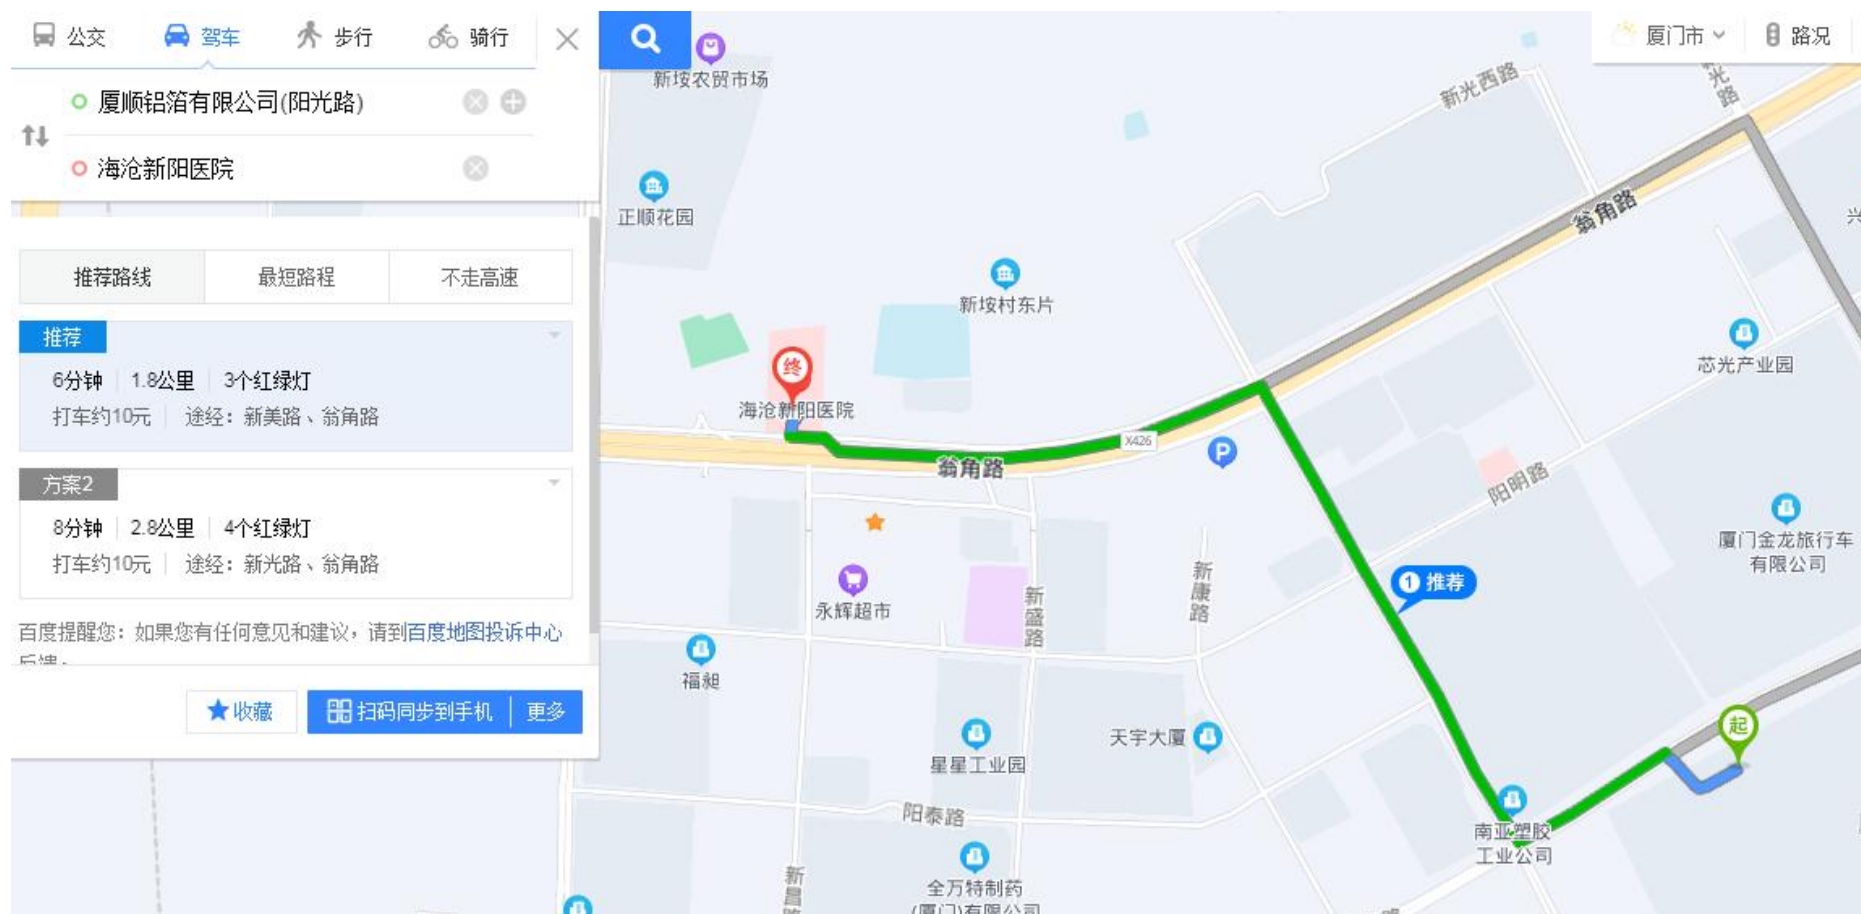 公交 驾车 步行 骑行
厦顺铝箔有限公司(阳光路)
海沧新阳医院
推荐路线 最短路程 不走高速
推荐
6分钟 1.8公里 3个红绿灯
打车约10元 途经：新美路、翁角路
方案2
8分钟 2.8公里 4个红绿灯
打车约10元 途经：新光路、翁角路
百度提醒您：如果您有任何意见和建议，请到百度地图投诉中心
收藏 扫码同步到手机 更多
厦门市 路况
新垵农贸市场
新光西路
光路
正顺花园
翁角路
新垵村东片
芯光产业园
终
海沧新阳医院
X426
P
翁角路
阳明路
厦门金龙旅行车
有限公司
1 推荐
新康路
新盛路
永辉超市
福昶
天宇大厦
起
星星工业园
阳泰路
南亚塑胶
工业公司
全万特制药
(厦门)有限公司
新昌路